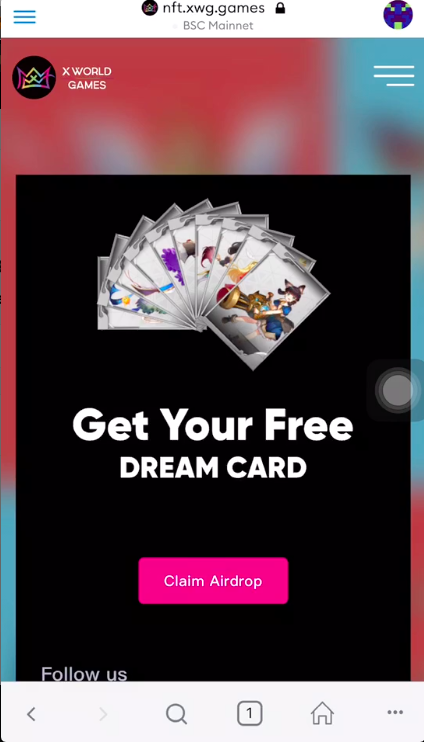 nft.xwg.games
BSC Mainnet
X WORLD
GAMES
Get Your Free
DREAM CARD
Claim Airdrop
Follow us
1